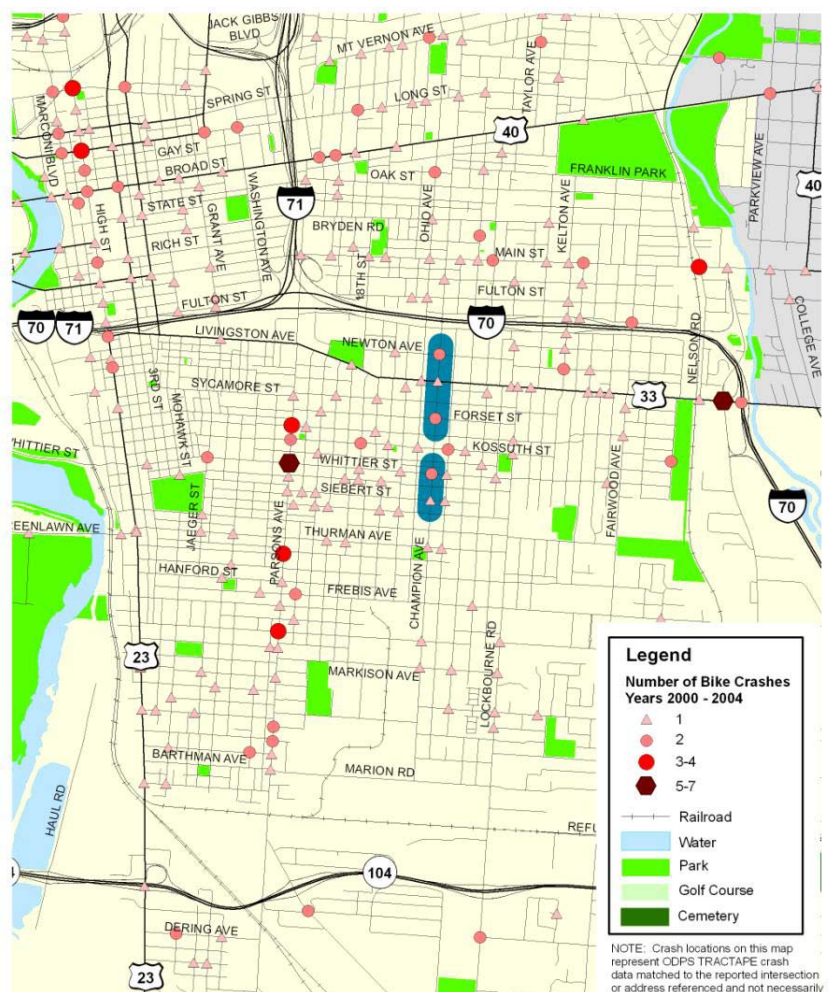 JACK GIBBS
BLVD
MT VERNON AVE
TAYLOR AVE
SPRING ST
LONG ST
MARCONI BLVD
40
GAY ST
BROAD ST
OAK ST
FRANKLIN PARK
PARKVIEW AVE
40
STATE ST
WASHINGTON AVE
71
OHIO AVE
KELTON AVE
HIGH ST
GRANT AVE
RICH ST
BRYDEN RD
MAIN ST
18TH ST
FULTON ST
FULTON ST
70
71
70
LIVINGSTON AVE
NEWTON AVE
NELSON RD
COLLEGE AVE
3RD ST
SYCAMORE ST
33
MOHAWK ST
FORSET ST
WHITTIER ST
KOSSUTH ST
WHITTIER ST
SIEBERT ST
FAIRWOOD AVE
70
REENLAWN AVE
JAEGER ST
PARSONS AVE
THURMAN AVE
HANFORD ST
FREBIS AVE
CHAMPION AVE
LOCKBOURNE RD
23
MARKISON AVE
BARTHMAN AVE
MARION RD
HAUL RD
REFU
4
104
DERING AVE
23
Legend
Number of Bike Crashes
Years 2000 - 2004
1
2
3-4
5-7
Railroad
Water
Park
Golf Course
Cemetery
NOTE: Crash locations on this map
represent ODPS TRACTAPE crash
data matched to the reported intersection
or address referenced and not necessarily